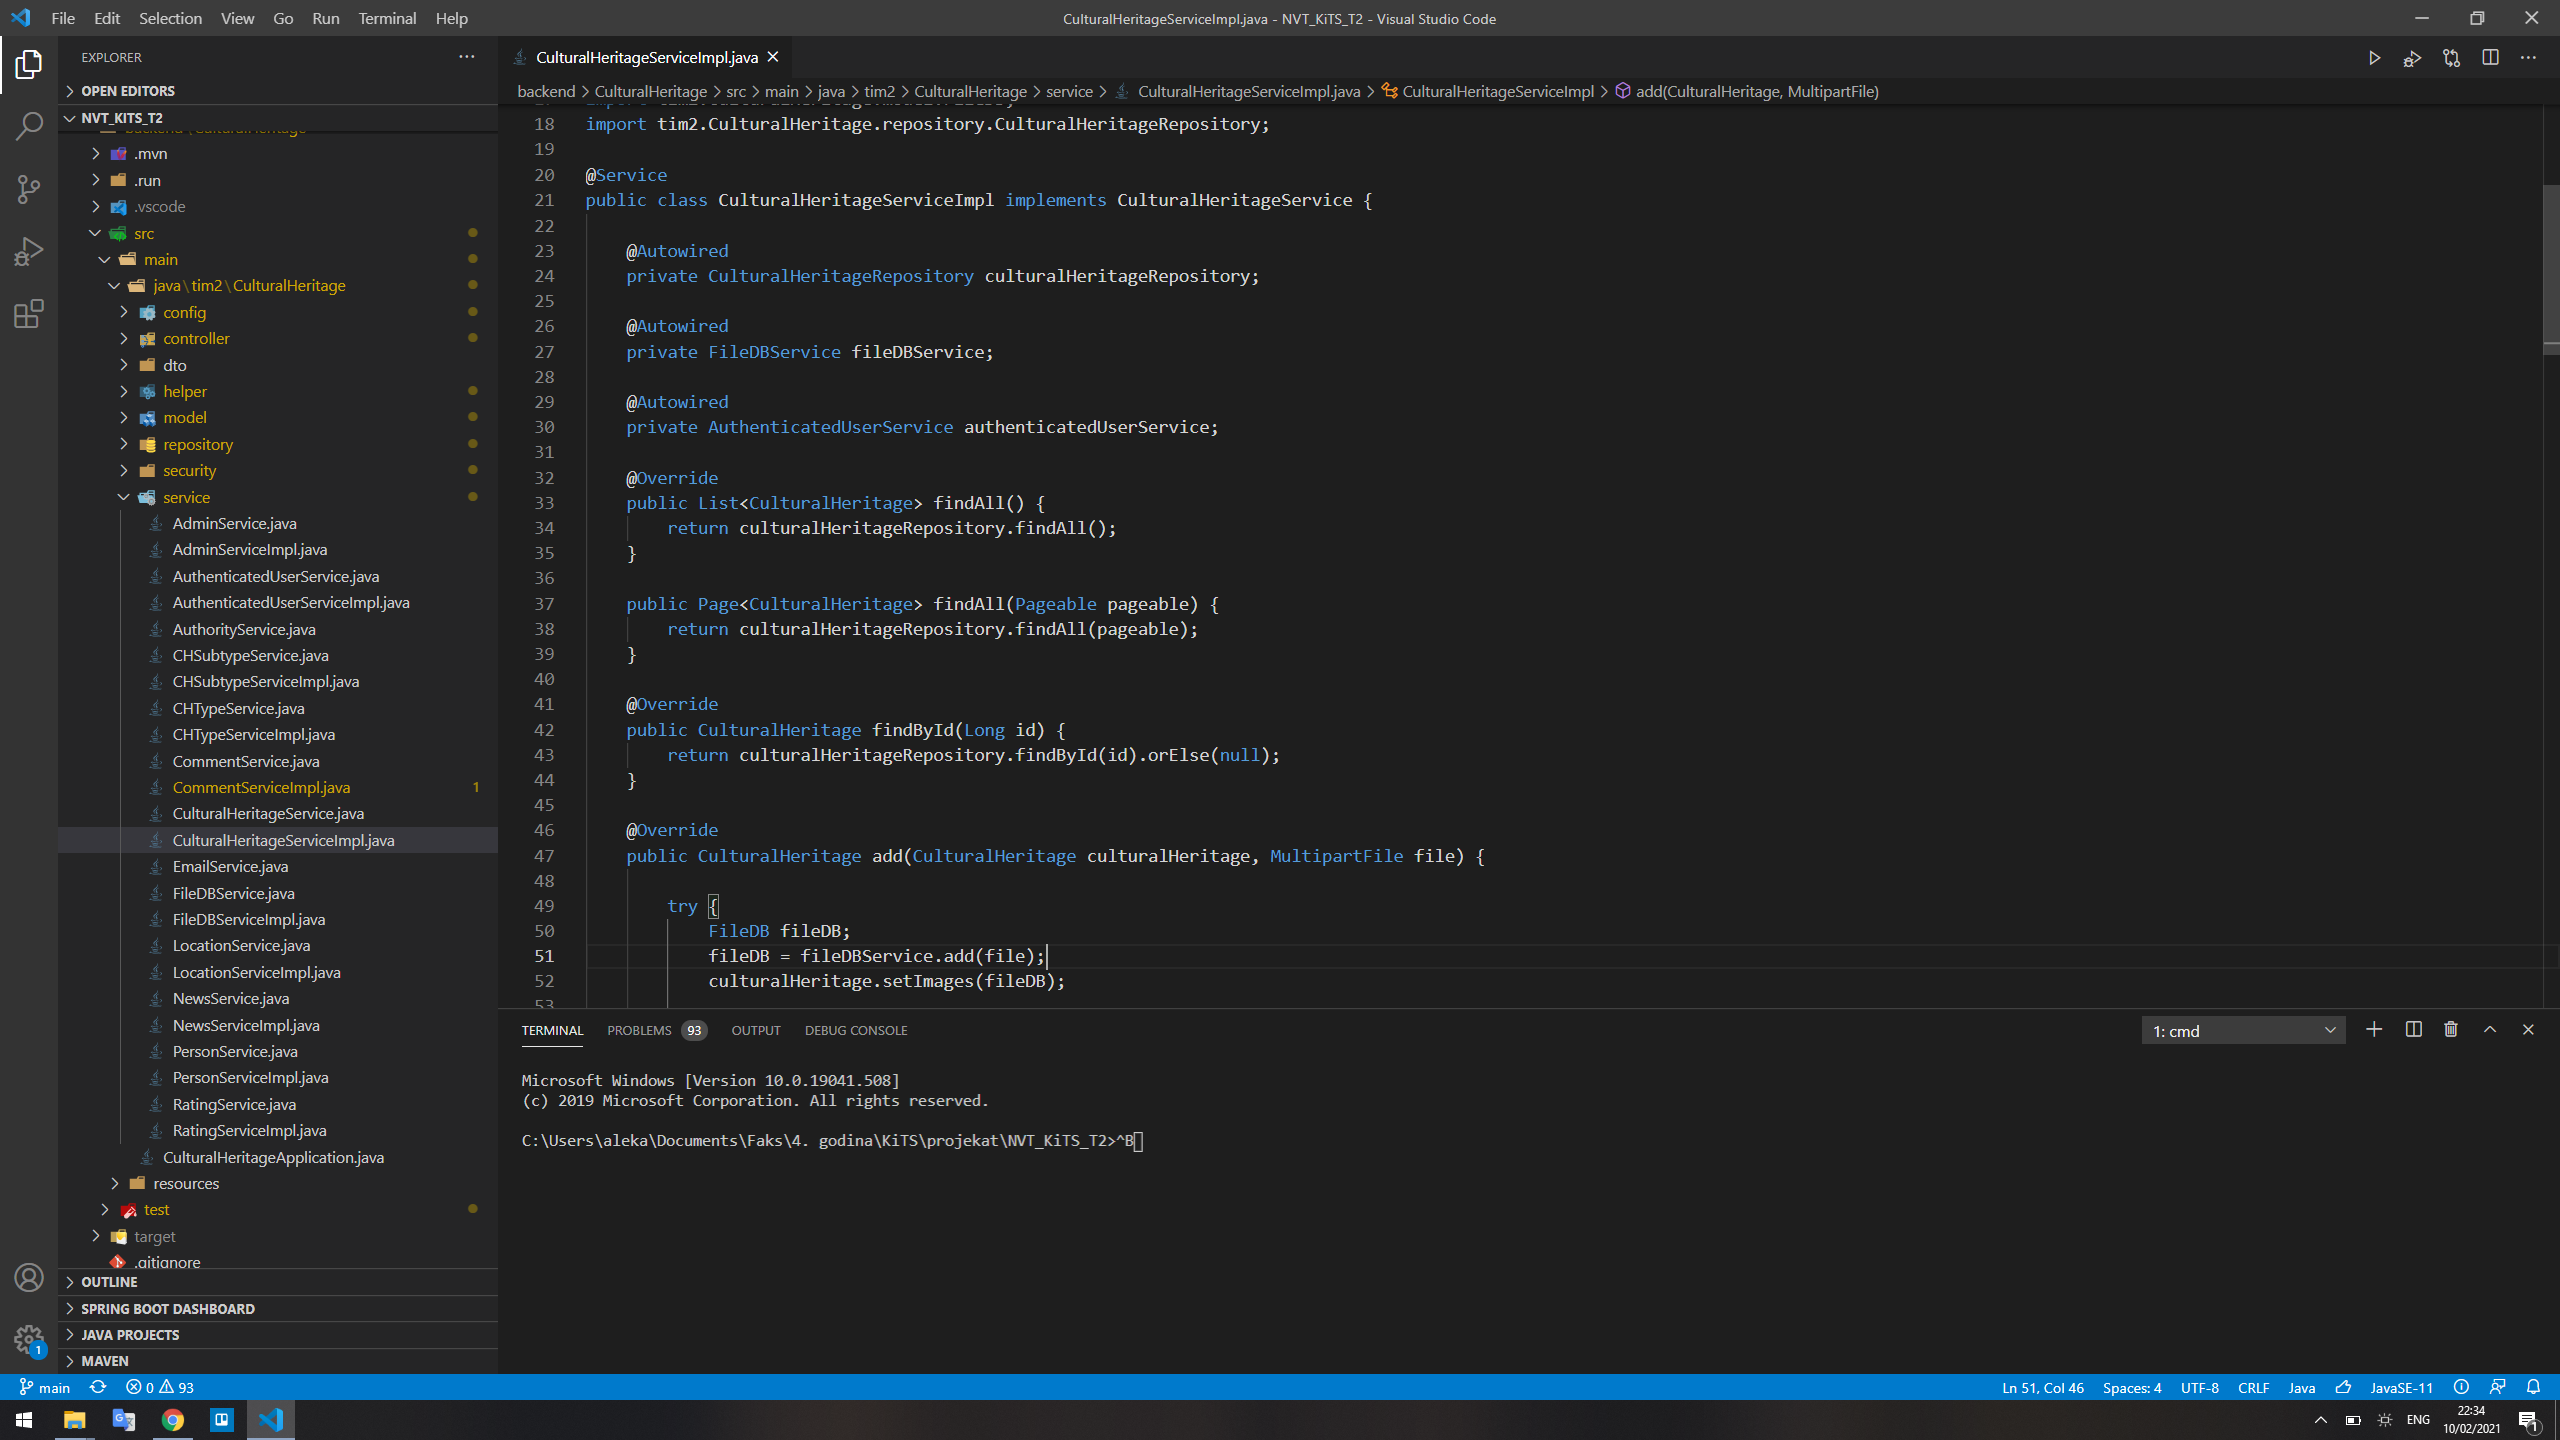 File Edit Selection View Go Run Terminal Help
CulturalHeritageServiceImpl.java - NVT_KiTS_T2 - Visual Studio Code
EXPLORER
OPEN EDITORS
NVT_KITS_T2
backend\CulturalHeritage
.mvn
.run
.vscode
src
main
java\tim2\CulturalHeritage
config
controller
dto
helper
model
repository
security
service
AdminService.java
AdminServiceImpl.java
AuthenticatedUserService.java
AuthenticatedUserServiceImpl.java
AuthorityService.java
CHSubtypeService.java
CHSubtypeServiceImpl.java
CHTypeService.java
CHTypeServiceImpl.java
CommentService.java
CommentServiceImpl.java 1
CulturalHeritageService.java
CulturalHeritageServiceImpl.java
EmailService.java
FileDBService.java
FileDBServiceImpl.java
LocationService.java
LocationServiceImpl.java
NewsService.java
NewsServiceImpl.java
PersonService.java
PersonServiceImpl.java
RatingService.java
RatingServiceImpl.java
CulturalHeritageApplication.java
resources
test
target
.gitignore
OUTLINE
SPRING BOOT DASHBOARD
JAVA PROJECTS
MAVEN
1
CulturalHeritageServiceImpl.java
backend > CulturalHeritage > src > main > java > tim2 > CulturalHeritage > service > CulturalHeritageServiceImpl.java > CulturalHeritageServiceImpl > add(CulturalHeritage, MultipartFile)
18 import tim2.CulturalHeritage.repository.CulturalHeritageRepository;
19
20 @Service
21 public class CulturalHeritageServiceImpl implements CulturalHeritageService {
22
23 @Autowired
24 private CulturalHeritageRepository culturalHeritageRepository;
25
26 @Autowired
27 private FileDBService fileDBService;
28
29 @Autowired
30 private AuthenticatedUserService authenticatedUserService;
31
32 @Override
33 public List<CulturalHeritage> findAll() {
34 return culturalHeritageRepository.findAll();
35 }
36
37 public Page<CulturalHeritage> findAll(Pageable pageable) {
38 return culturalHeritageRepository.findAll(pageable);
39 }
40
41 @Override
42 public CulturalHeritage findById(Long id) {
43 return culturalHeritageRepository.findById(id).orElse(null);
44 }
45
46 @Override
47 public CulturalHeritage add(CulturalHeritage culturalHeritage, MultipartFile file) {
48
49 try {
50 FileDB fileDB;
51 fileDB = fileDBService.add(file);
52 culturalHeritage.setImages(fileDB);
53
TERMINAL PROBLEMS 93 OUTPUT DEBUG CONSOLE
1: cmd
Microsoft Windows [Version 10.0.19041.508]
(c) 2019 Microsoft Corporation. All rights reserved.
C:\Users\aleka\Documents\Faks\4. godina\KiTS\projekat\NVT_KiTS_T2>^B
main 0 93
Ln 51, Col 46 Spaces: 4 UTF-8 CRLF Java JavaSE-11
ENG
22:34
10/02/2021
1